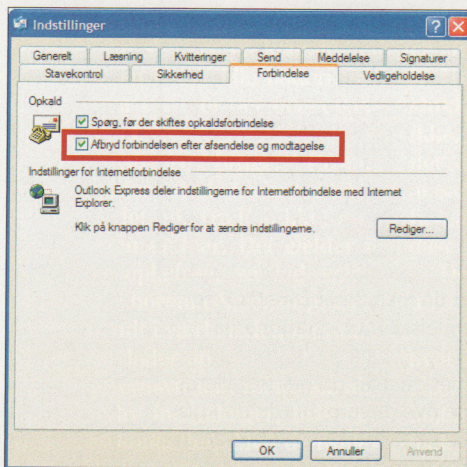 Indstillinger
Generelt Læsning Kvitteringer Send Meddelelse Signaturer
Stavekontrol Sikkerhed Forbindelse Vedligeholdelse
Opkald
Spørg, før der skiftes opkaldsforbindelse
Afbryd forbindelsen efter afsendelse og modtagelse
Indstillinger for Internetforbindelse
Outlook Express deler indstillingerne for Internetforbindelse med Internet
Explorer.
Klik på knappen Rediger for at ændre indstillingerne.
Rediger...
OK Annuller Anvend